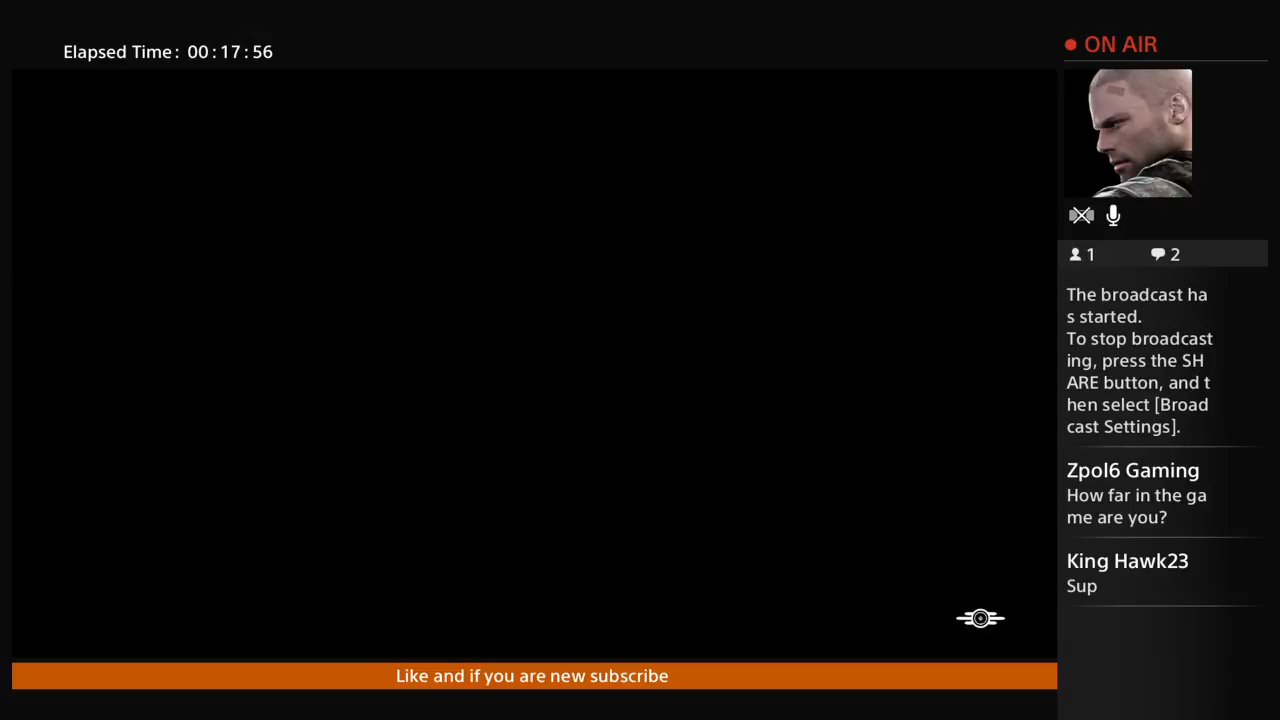 Elapsed Time: 00:17:56
ON AIR
1 2
The broadcast ha
s started.
To stop broadcast
ing, press the SH
ARE button, and t
hen select [Broad
cast Settings].
Zpol6 Gaming
How far in the ga
me are you?
King Hawk23
Sup
Like and if you are new subscribe